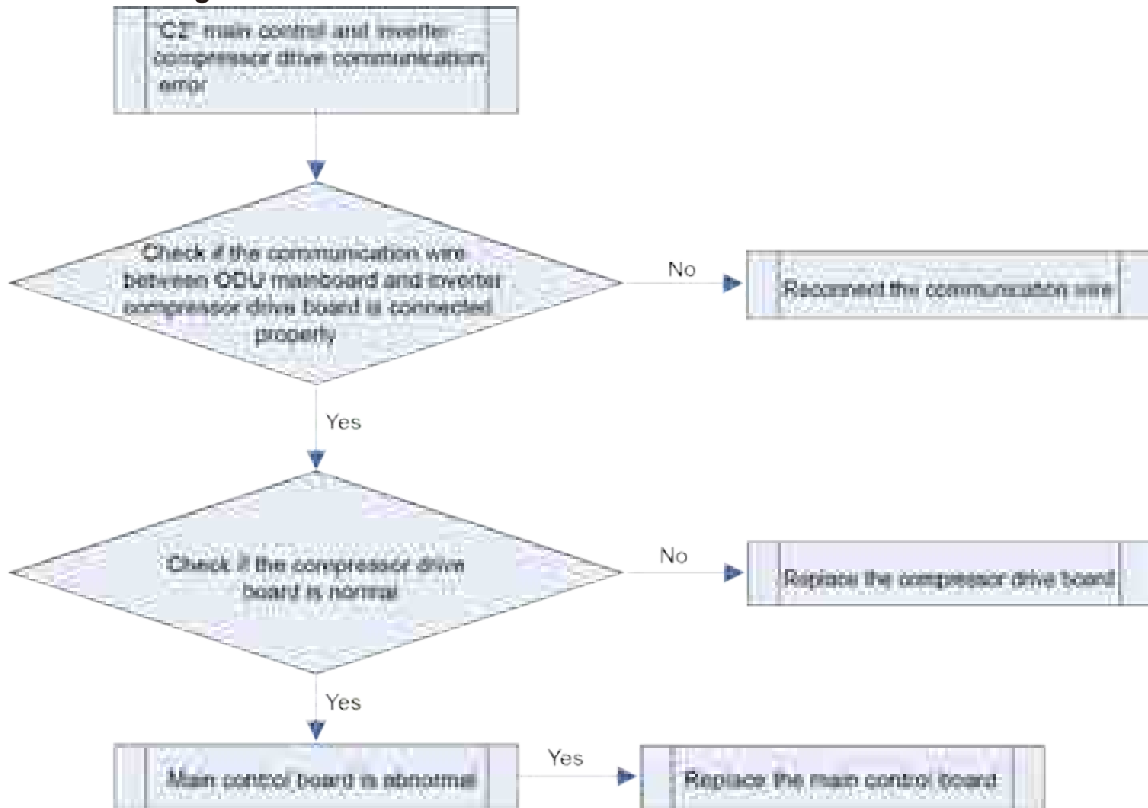 "C2" main control and inverter
compressor drive communication
error
Check if the communication wire
between ODU mainboard and inverter
compressor drive board is connected
properly
No
Reconnect the communication wire
Yes
Check if the compressor drive
board is normal
No
Replace the compressor drive board
Yes
Main control board is abnormal
Yes
Replace the main control board